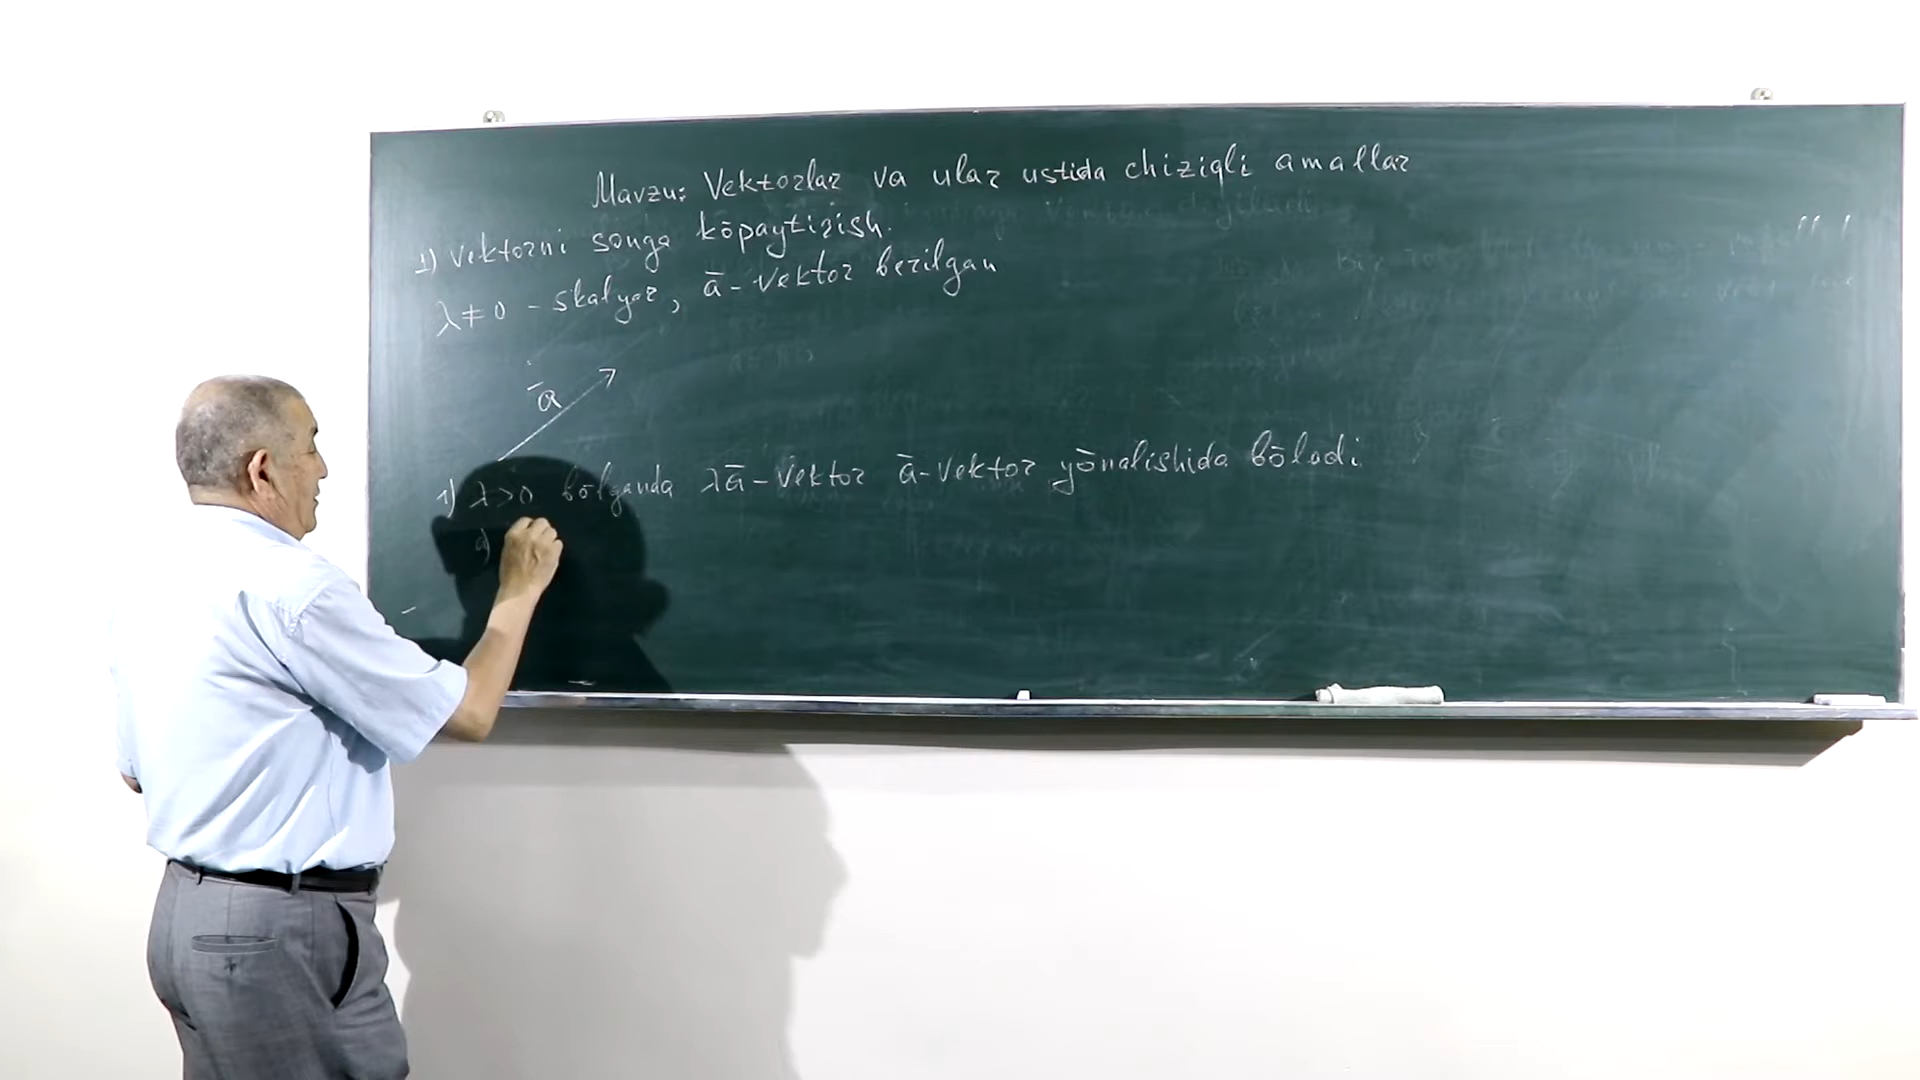 Mavzu: Vektorlar va ular ustida chiziqli amallar
1) Vektorni songa kōpaytirish.
λ≠0 - skalyar, ā - vektor berilgan
ā
1) λ>0 bōlganda λā - vektor ā - vektor yōnalishida bōladi
a)